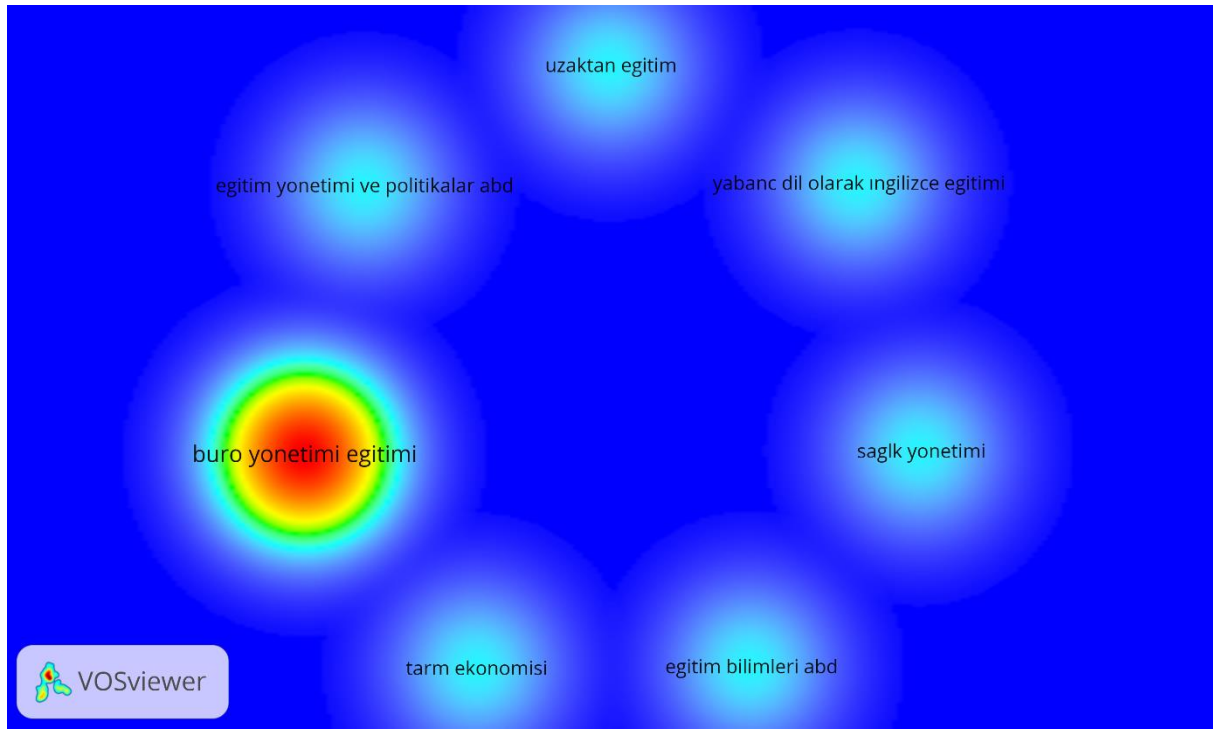 uzaktan egitim
egitim yonetimi ve politikalar abd
yabanc dil olarak ıngilizce egitimi
buro yonetimi egitimi
saglk yonetimi
tarm ekonomisi
egitim bilimleri abd
VOSviewer